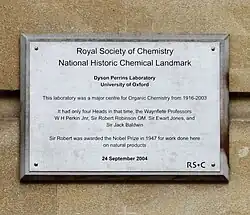 Royal Society of Chemistry
National Historic Chemical Landmark
Dyson Perrins Laboratory
University of Oxford
This laboratory was a major centre for Organic Chemistry from 1916-2003
It had only four Heads in that time, the Waynflete Professors
W H Perkin Jnr, Sir Robert Robinson OM, Sir Ewart Jones, and
Sir Jack Baldwin
Sir Robert was awarded the Nobel Prize in 1947 for work done here
on natural products
24 September 2004
RS•C